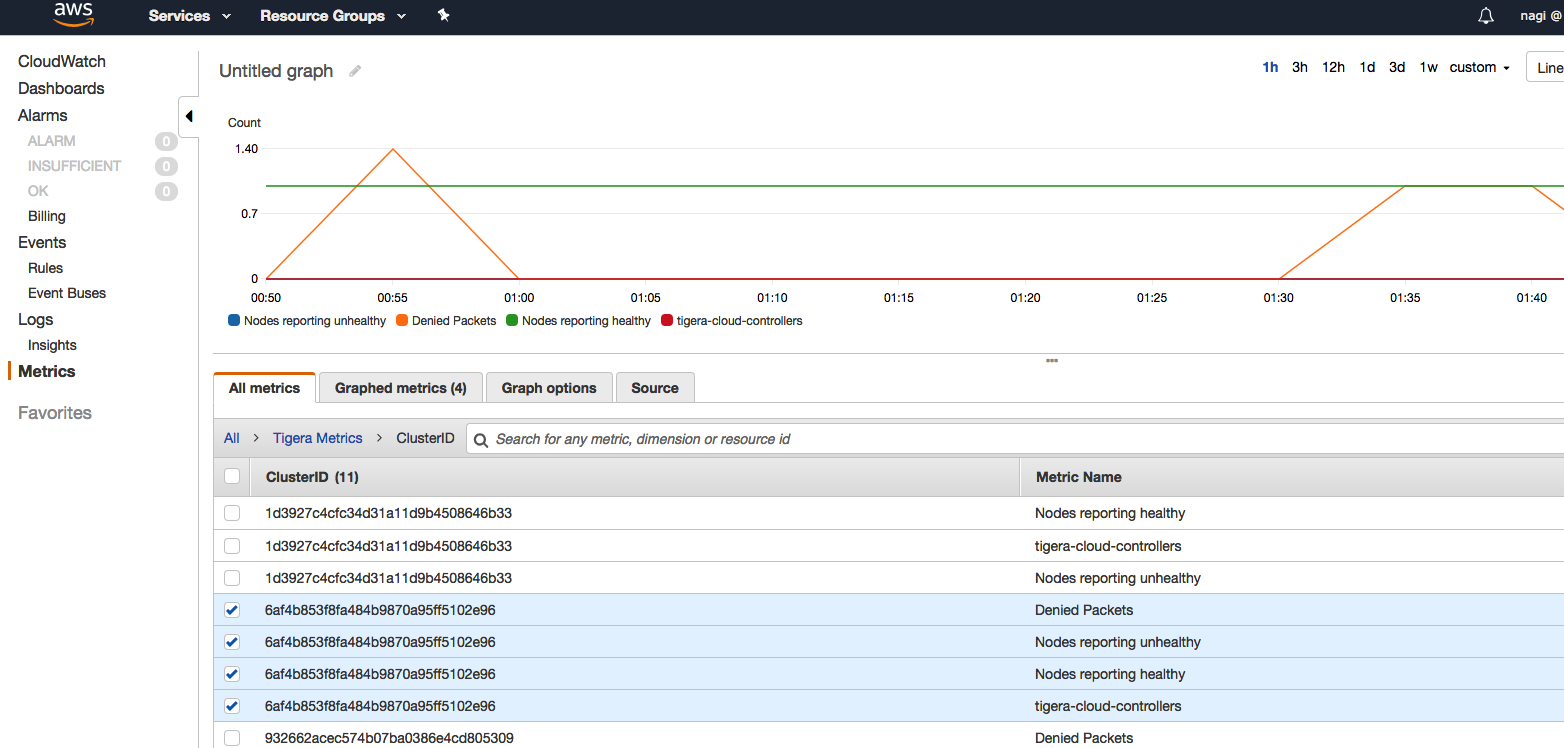 aws Services Resource Groups nagi @
CloudWatch
Dashboards
Alarms
ALARM 0
INSUFFICIENT 0
OK 0
Billing
Events
Rules
Event Buses
Logs
Insights
Metrics
Favorites
Untitled graph
1h 3h 12h 1d 3d 1w custom Line
Count
1.40
0.7
0
00:50 00:55 01:00 01:05 01:10 01:15 01:20 01:25 01:30 01:35 01:40
Nodes reporting unhealthy Denied Packets Nodes reporting healthy tigera-cloud-controllers
All metrics Graphed metrics (4) Graph options Source
All > Tigera Metrics > ClusterID Search for any metric, dimension or resource id
ClusterID (11) Metric Name
1d3927c4cfc34d31a11d9b4508646b33 Nodes reporting healthy
1d3927c4cfc34d31a11d9b4508646b33 tigera-cloud-controllers
1d3927c4cfc34d31a11d9b4508646b33 Nodes reporting unhealthy
6af4b853f8fa484b9870a95ff5102e96 Denied Packets
6af4b853f8fa484b9870a95ff5102e96 Nodes reporting unhealthy
6af4b853f8fa484b9870a95ff5102e96 Nodes reporting healthy
6af4b853f8fa484b9870a95ff5102e96 tigera-cloud-controllers
932662acec574b07ba0386e4cd805309 Denied Packets